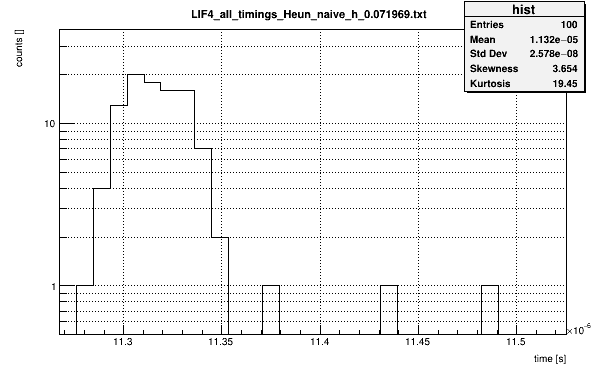 LIF4_all_timings_Heun_naive_h_0.071969.txt
hist
Entries 100
Mean 1.132e−05
Std Dev 2.578e−08
Skewness 3.654
Kurtosis 19.45
counts []
10
1
11.3 11.35 11.4 11.45 11.5
×10⁻⁶
time [s]